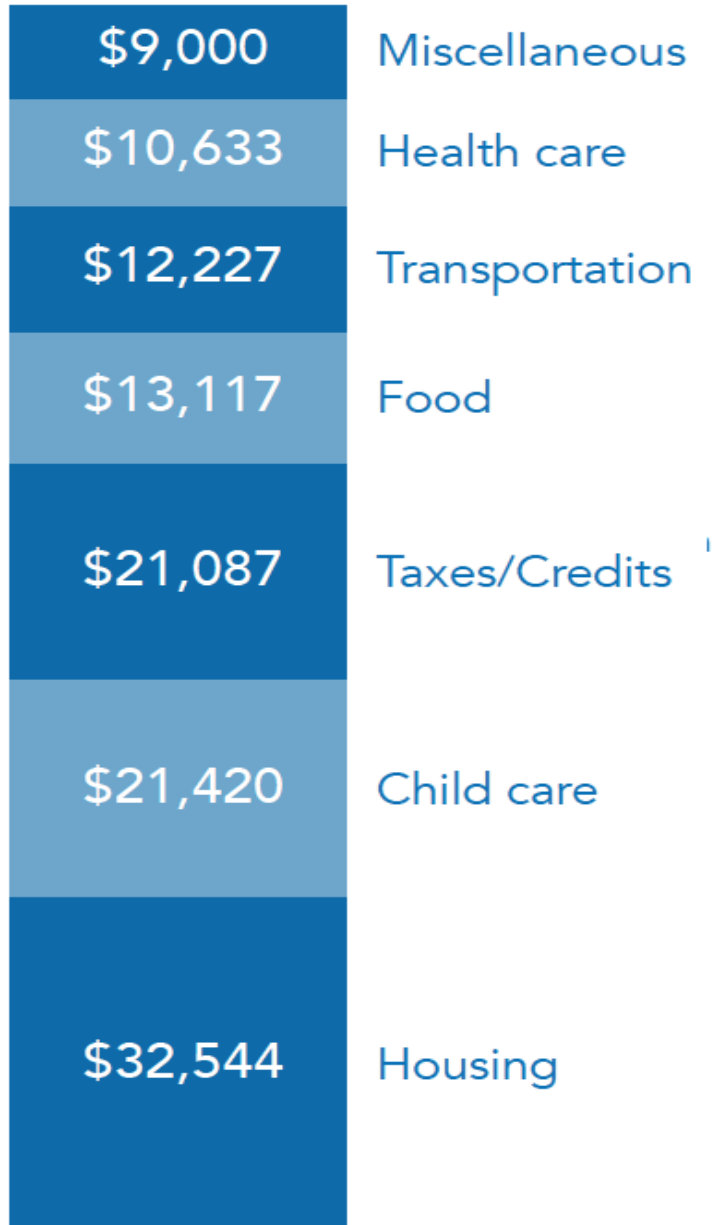 $9,000 Miscellaneous
$10,633 Health care
$12,227 Transportation
$13,117 Food
$21,087 Taxes/Credits
$21,420 Child care
$32,544 Housing